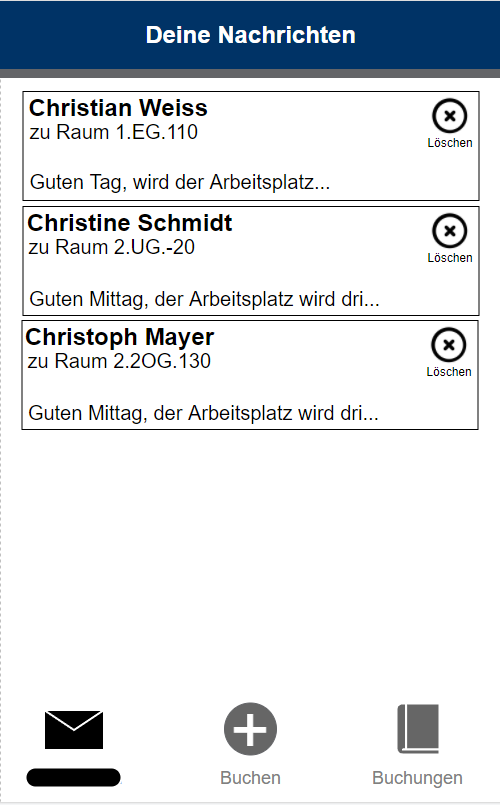 Deine Nachrichten
Christian Weiss
zu Raum 1.EG.110
Löschen
Guten Tag, wird der Arbeitsplatz...
Christine Schmidt
zu Raum 2.UG.-20
Löschen
Guten Mittag, der Arbeitsplatz wird dri...
Christoph Mayer
zu Raum 2.2OG.130
Löschen
Guten Mittag, der Arbeitsplatz wird dri...
Buchen
Buchungen